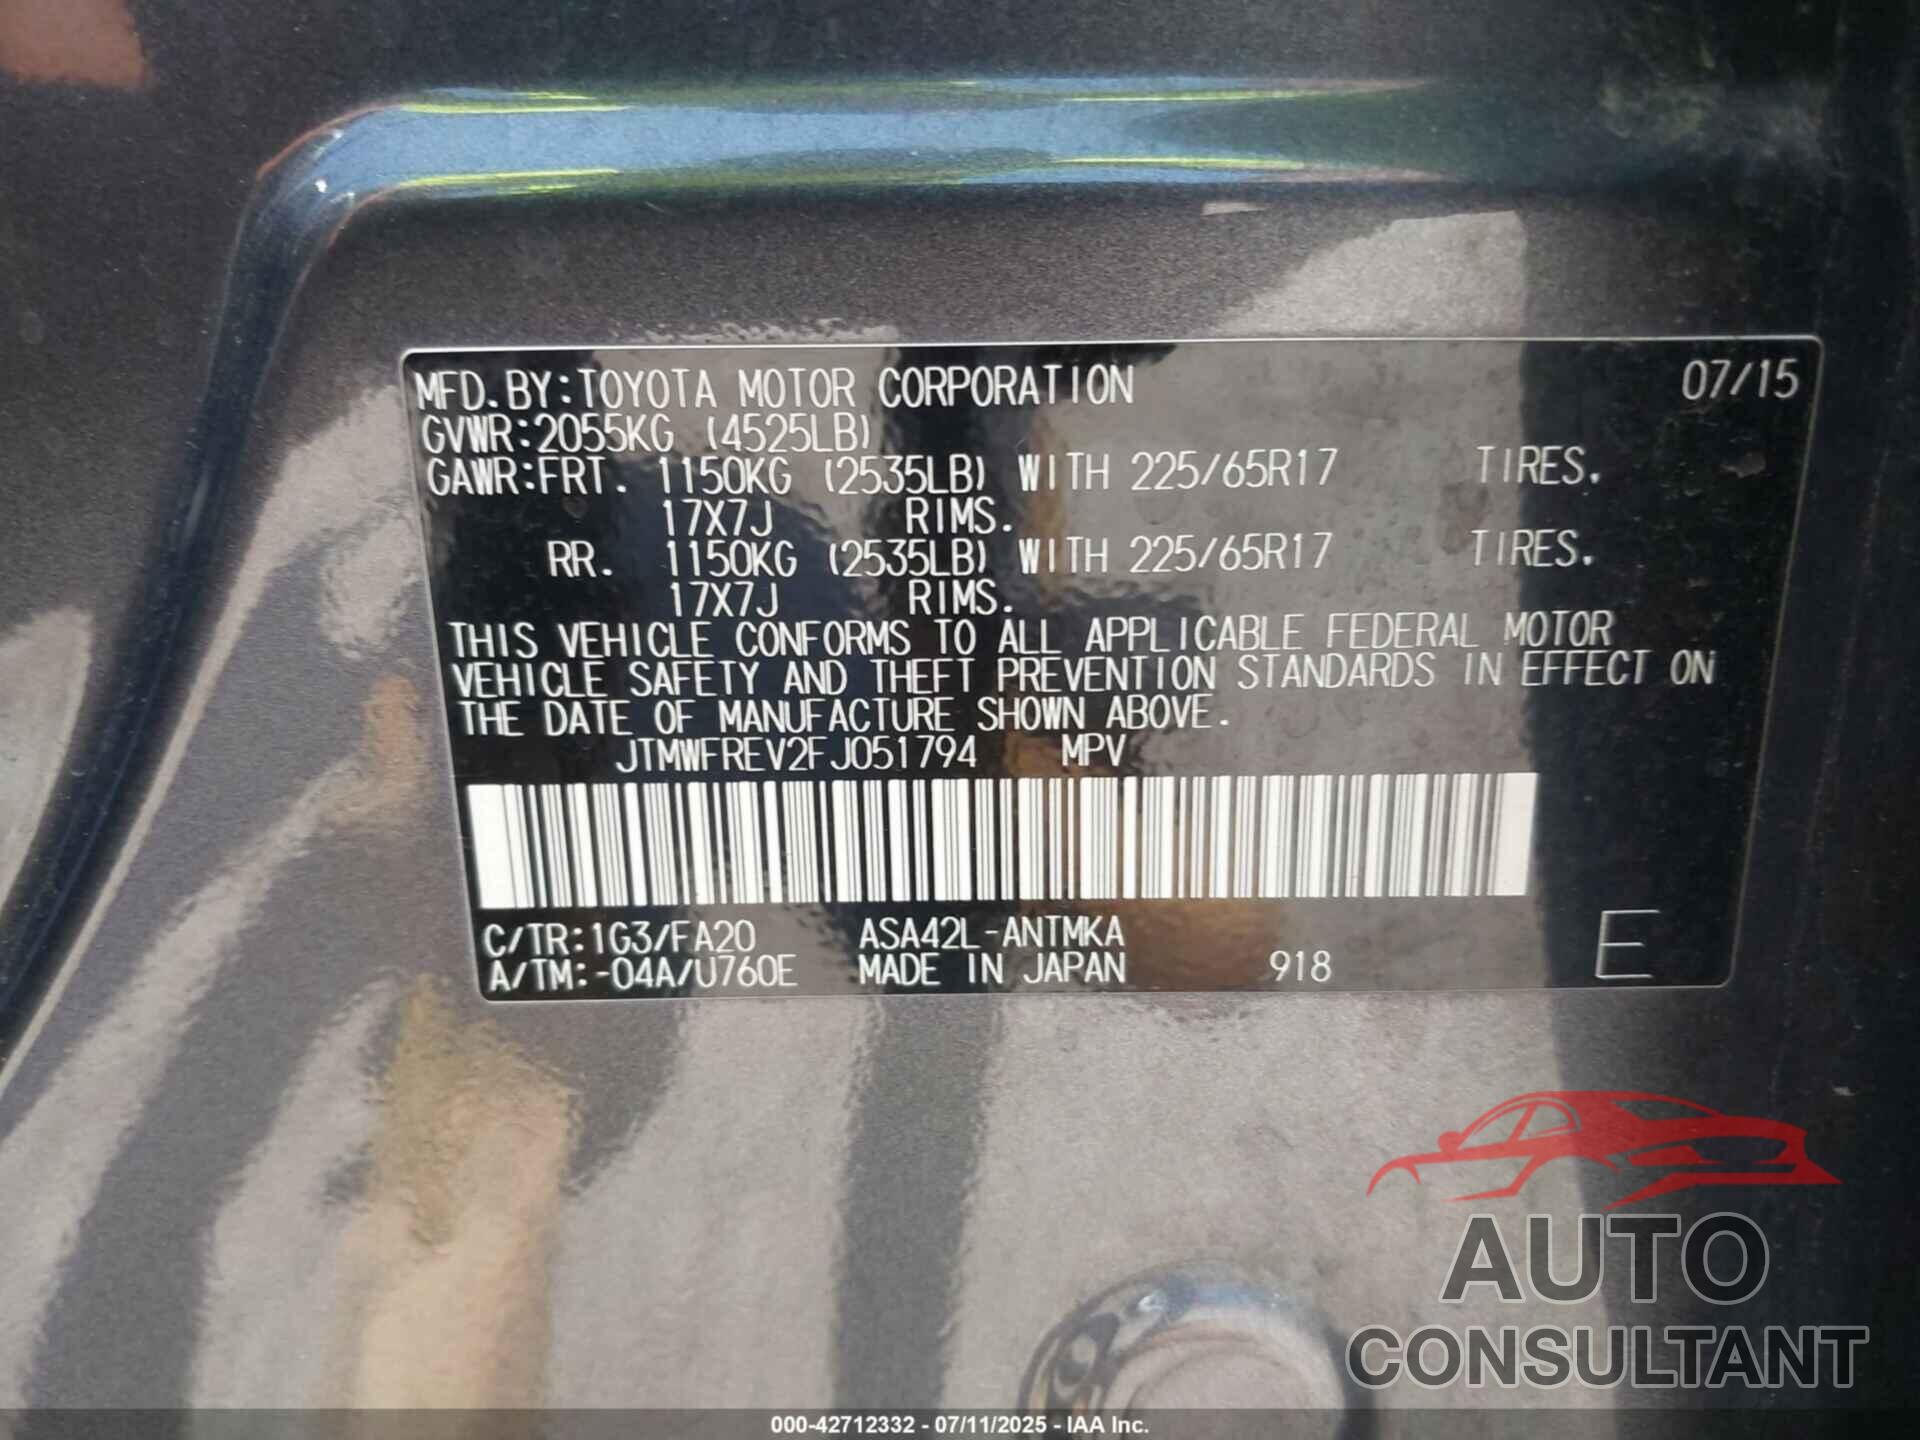 MFD.BY:TOYOTA MOTOR CORPORATION 07/15
GVWR:2055KG (4525LB)
GAWR:FRT. 1150KG (2535LB) WITH 225/65R17 TIRES.
17X7J RIMS.
RR. 1150KG (2535LB) WITH 225/65R17 TIRES.
17X7J RIMS.
THIS VEHICLE CONFORMS TO ALL APPLICABLE FEDERAL MOTOR
VEHICLE SAFETY AND THEFT PREVENTION STANDARDS IN EFFECT ON
THE DATE OF MANUFACTURE SHOWN ABOVE.
JTMWFREV2FJ051794 MPV
C/TR:1G3/FA20 ASA42L-ANTMKA
A/TM:-04A/U760E MADE IN JAPAN 918 E
AUTO
CONSULTANT
000-42712332 - 07/11/2025 - IAA Inc.